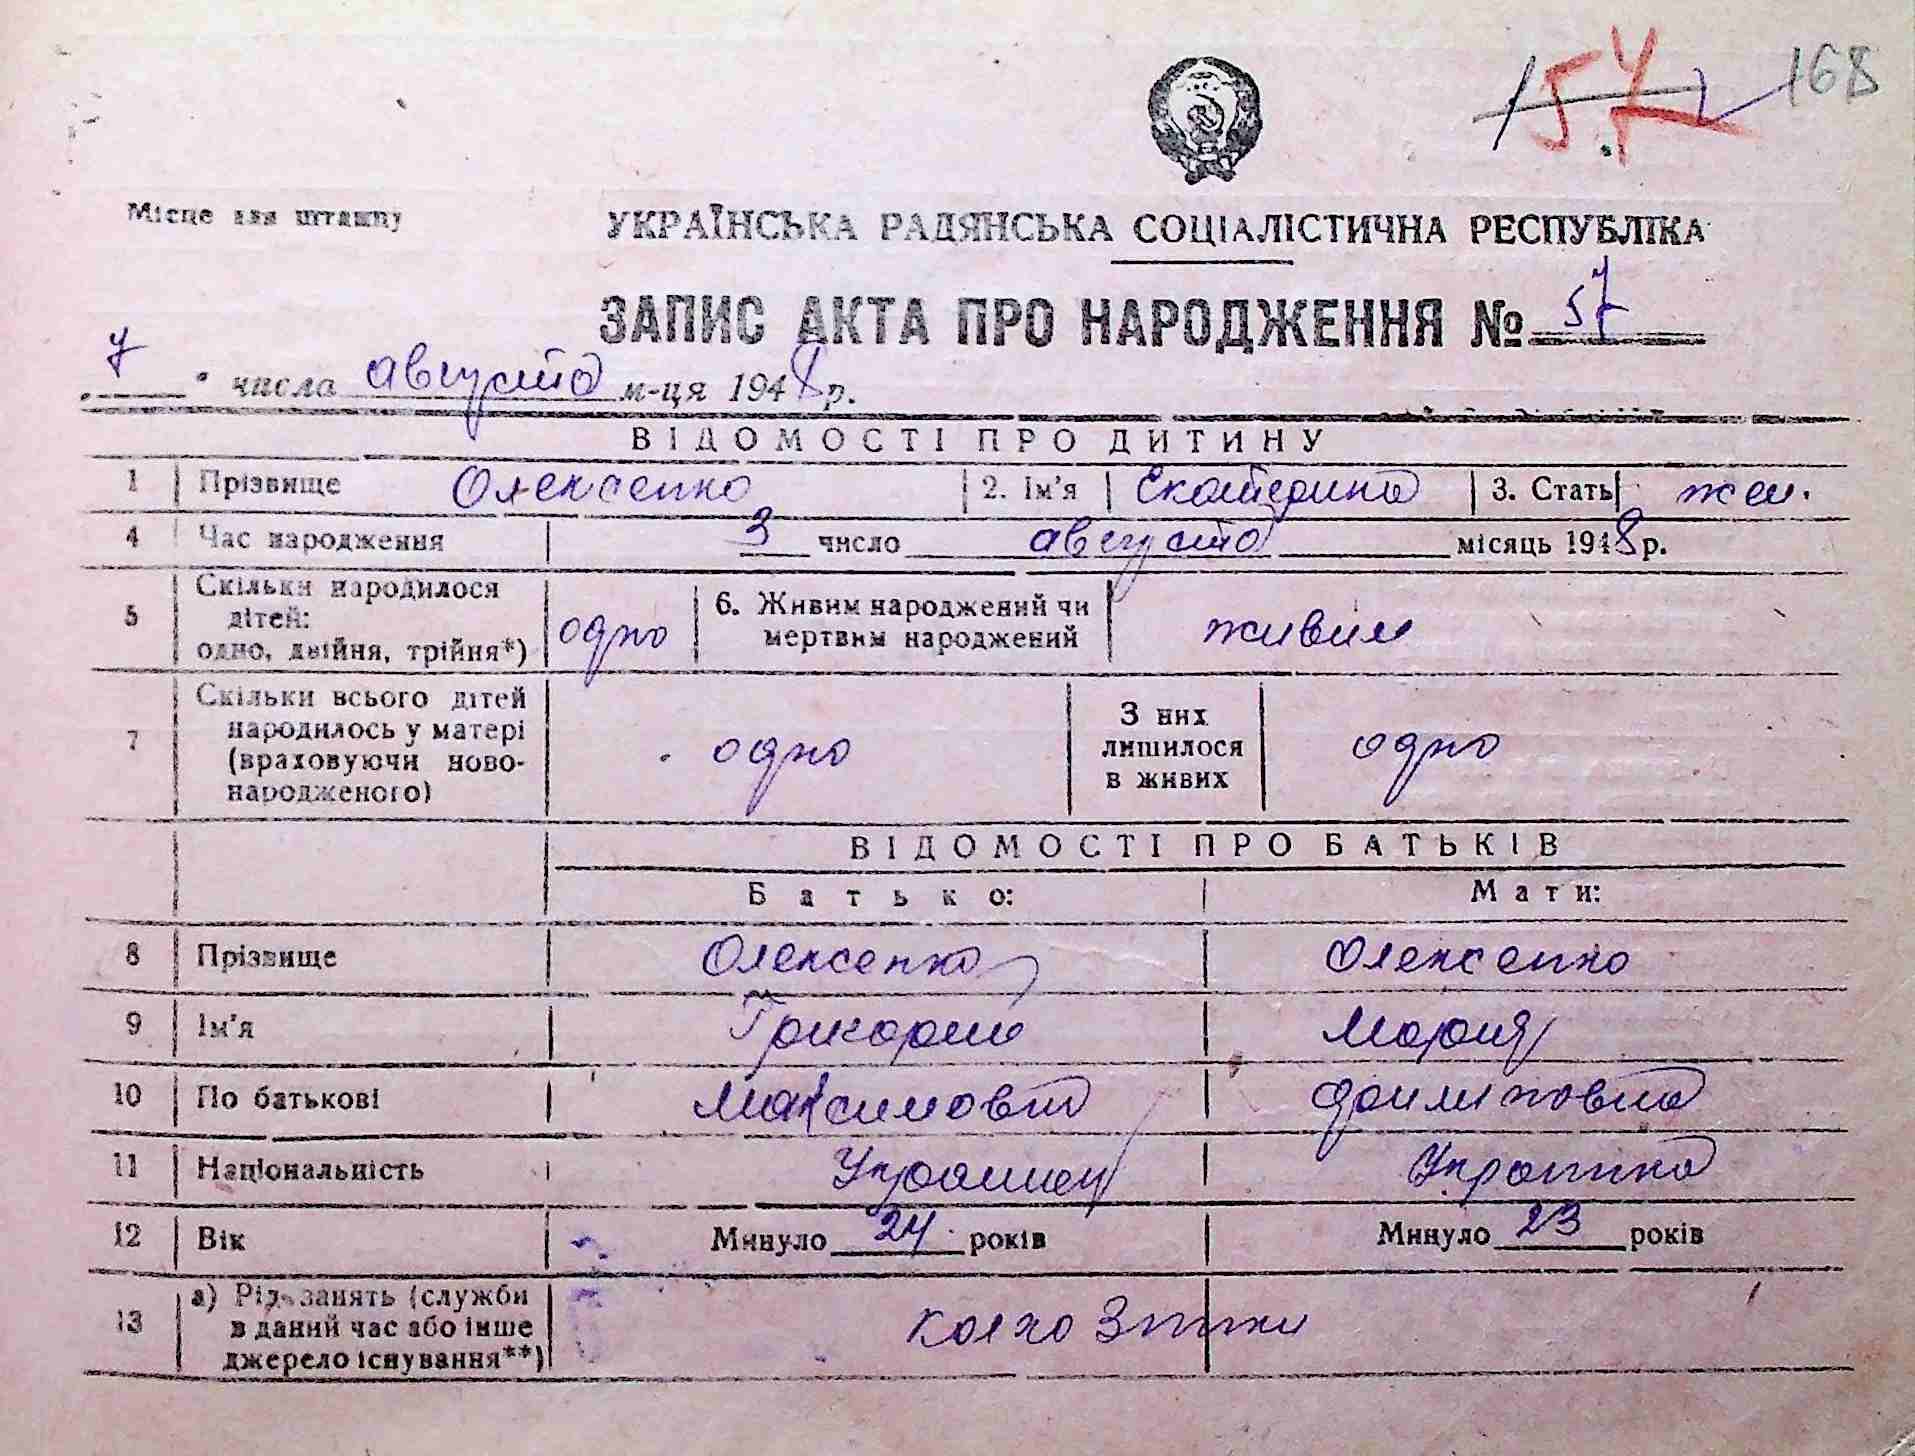 157 168
Місце для штампу
УКРАЇНСЬКА РАДЯНСЬКА СОЦІАЛІСТИЧНА РЕСПУБЛІКА
ЗАПИС АКТА ПРО НАРОДЖЕННЯ № 57
"7" числа августа м-ця 1948 р.
ВІДОМОСТІ ПРО ДИТИНУ
1 Прізвище Олексенко 2. Ім'я Екатерина 3. Стать жен.
4 Час народження 3 число августа місяць 1948 р.
5 Скільки народилося
дітей:
одно, двійня, трійня*) одно 6. Живим народжений чи
мертвим народжений живим
7 Скільки всього дітей
народилось у матері
(враховуючи ново-
народженого) одно З них
лишилося
в живих одно
ВІДОМОСТІ ПРО БАТЬКІВ
Батько: Мати:
8 Прізвище Олексенко Олексенко
9 Ім'я Григорий Мария
10 По батькові Максимович Филиповна
11 Національність Украинец Украинка
12 Вік Минуло 24 років Минуло 23 років
13 а) Рід занять (служби
в даний час або інше
джерело існування**) колхозники